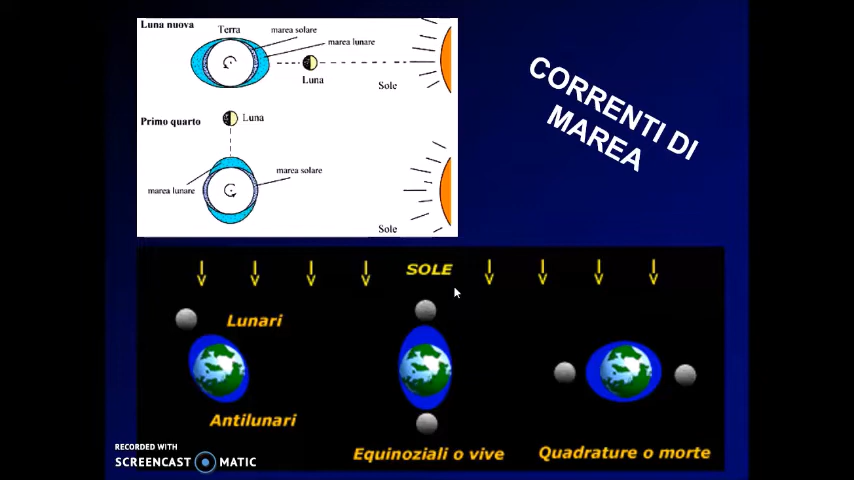 Luna nuova
Terra
marea solare
marea lunare
Luna
Sole
Primo quarto
Luna
marea solare
marea lunare
Sole
CORRENTI DI
MAREA
SOLE
Lunari
Antilunari
Equinoziali o vive
Quadrature o morte
RECORDED WITH
SCREENCAST MATIC